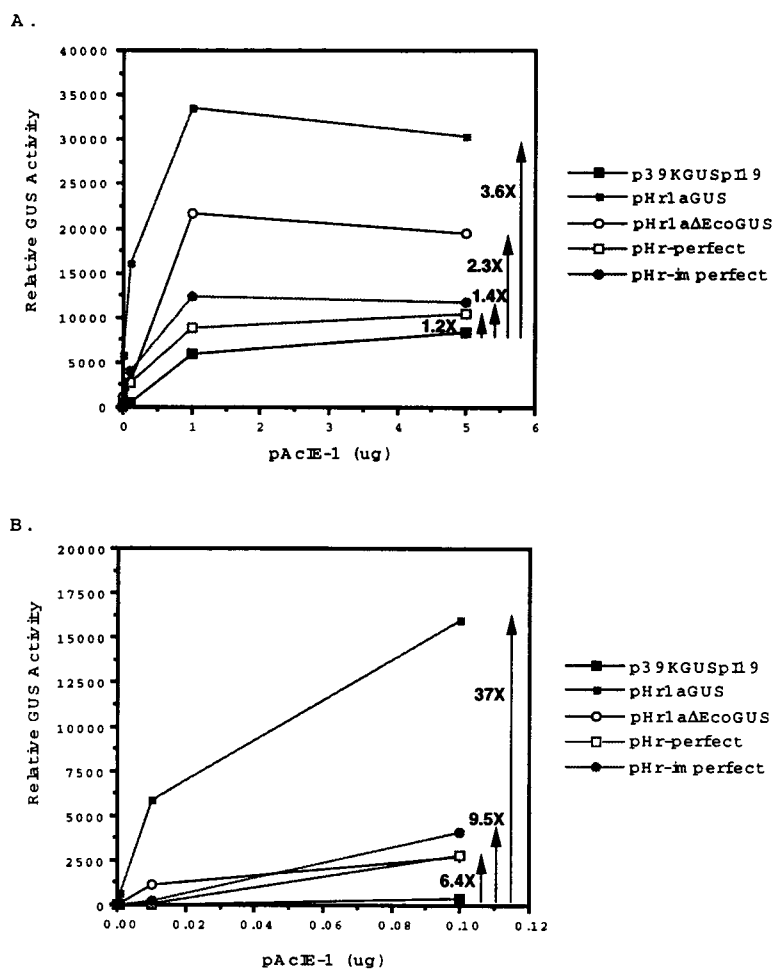 A.
40000
35000
30000
25000
20000
15000
10000
5000
0
Relative GUS Activity
0 1 2 3 4 5 6
pAcIE-1 (ug)
3.6X
2.3X
1.4X
1.2X
p39KGUSp119
pHr1aGUS
pHr1aΔEcoGUS
pHr-perfect
pHr-imperfect
B.
20000
17500
15000
12500
10000
7500
5000
2500
0
Relative GUS Activity
0.00 0.02 0.04 0.06 0.08 0.10 0.12
pAcIE-1 (ug)
37X
9.5X
6.4X
p39KGUSp119
pHr1aGUS
pHr1aΔEcoGUS
pHr-perfect
pHr-imperfect